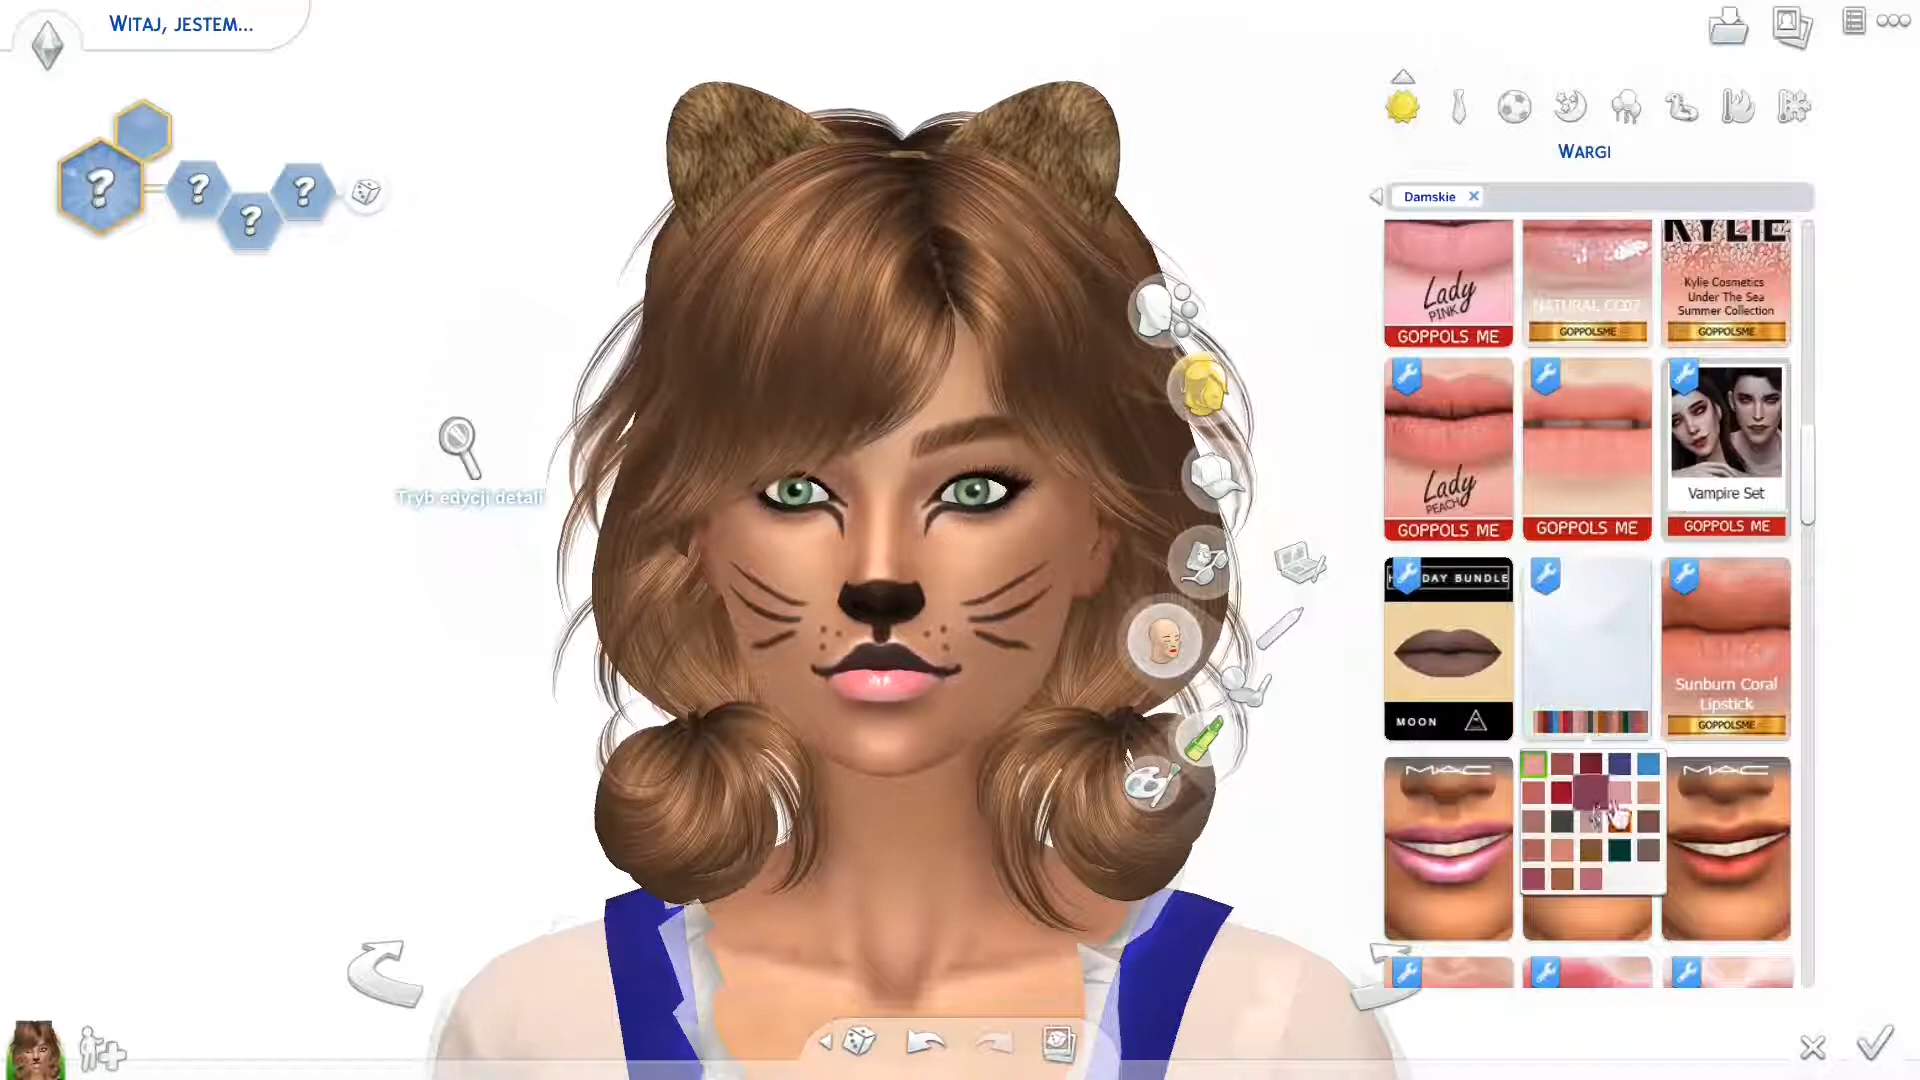 Witaj, jestem...
Wargi
Damskie
Lady
PINK
GOPPOLS ME
NATURAL CC07
GOPPOLSME
KYLIE
Kylie Cosmetics
Under The Sea
Summer Collection
GOPPOLSME
Tryb edycji detali
Lady
PEACH
GOPPOLS ME
GOPPOLS ME
Vampire Set
GOPPOLS ME
DAY BUNDLE
MOON
Sunburn Coral
Lipstick
GOPPOLSME
MAC
MAC